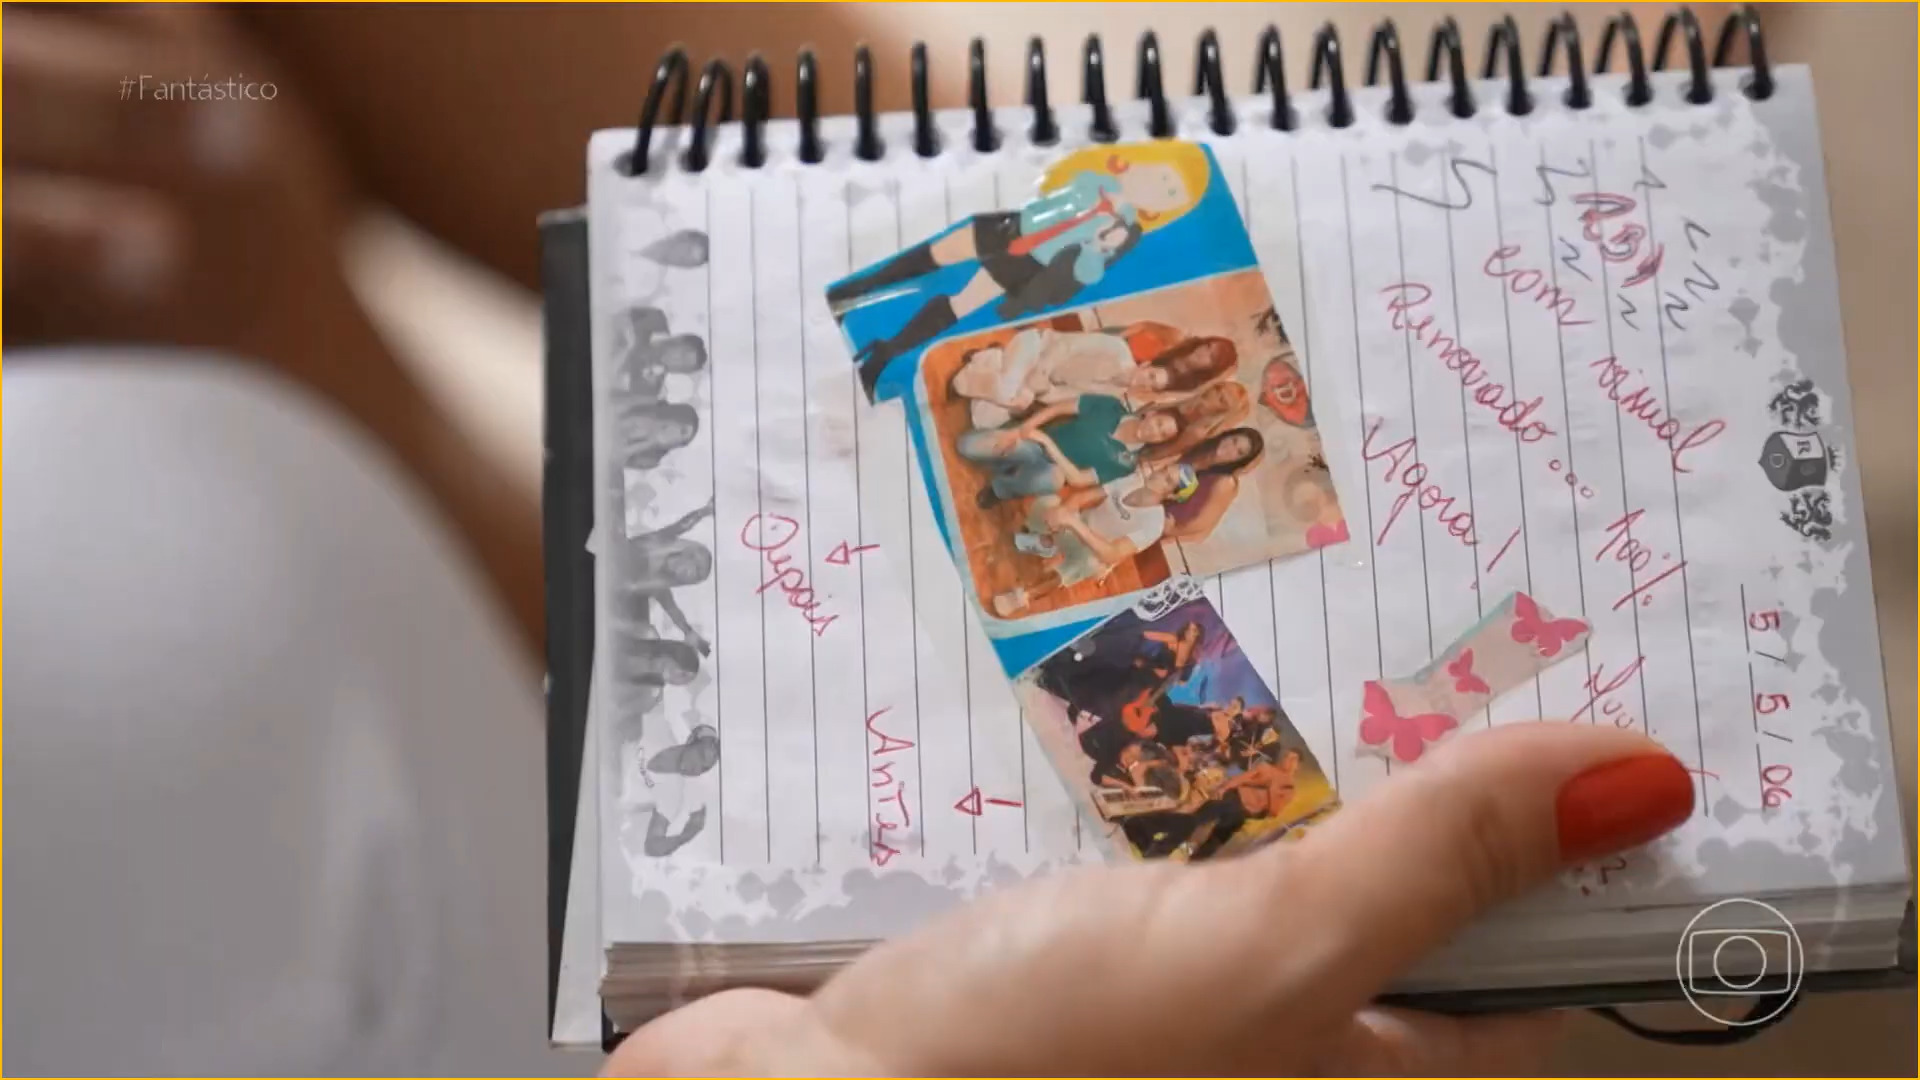 #Fantástico
5/5/06
RBD
com visual 100%
Renovado...
Agora!
Depois
Antes